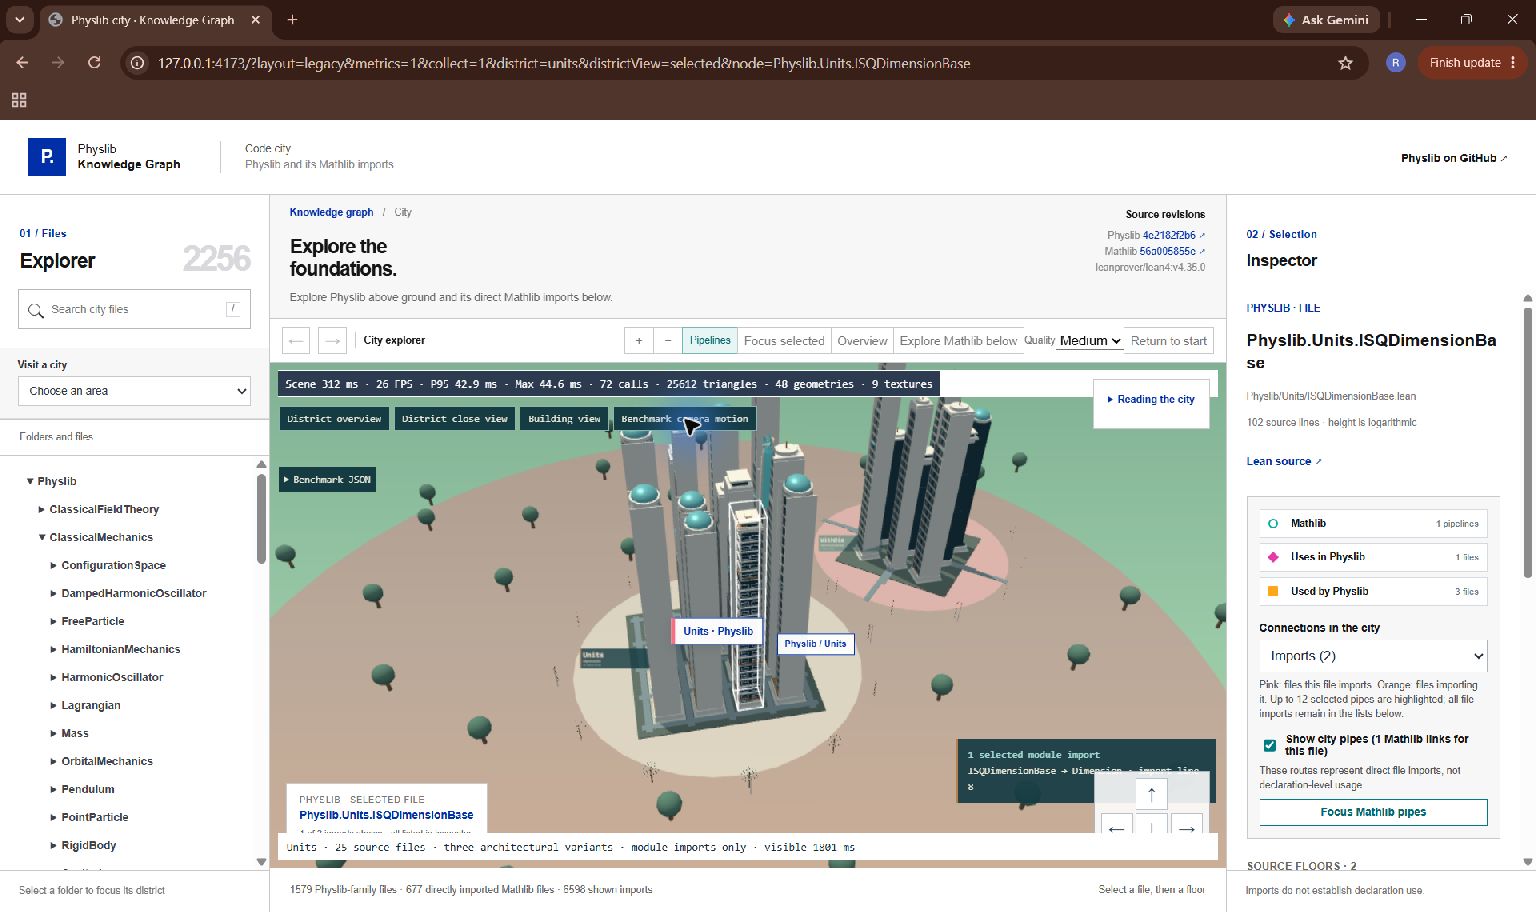 Physlib city · Knowledge Graph
Ask Gemini
127.0.0.1:4173/?layout=legacy&metrics=1&collect=1&district=units&districtView=selected&node=Physlib.Units.ISQDimensionBase
R
Finish update
P.
Physlib
Knowledge Graph
Code city
Physlib and its Mathlib imports
Physlib on GitHub ↗
01 / Files
Explorer
2256
Search city files
/
Visit a city
Choose an area
Folders and files
▼ Physlib
► ClassicalFieldTheory
▼ ClassicalMechanics
► ConfigurationSpace
► DampedHarmonicOscillator
► FreeParticle
► HamiltonianMechanics
► HarmonicOscillator
► Lagrangian
► Mass
► OrbitalMechanics
► Pendulum
► PointParticle
► RigidBody
Select a folder to focus its district
Knowledge graph / City
Explore the
foundations.
Explore Physlib above ground and its direct Mathlib imports below.
Source revisions
Physlib 4e2182f2b6 ↗
Mathlib 56a005855e ↗
leanprover/lean4:v4.35.0
← → City explorer
+ − Pipelines Focus selected Overview Explore Mathlib below Quality Medium Return to start
Scene 312 ms · 26 FPS · P95 42.9 ms · Max 44.6 ms · 72 calls · 25612 triangles · 48 geometries · 9 textures
► Reading the city
District overview
District close view
Building view
Benchmark camera motion
► Benchmark JSON
Units · Physlib
Physlib / Units
Units
1 selected module import
ISQDimensionBase → Dimension · import line
8
↑
← →
PHYSLIB · SELECTED FILE
Physlib.Units.ISQDimensionBase
Units · 25 source files · three architectural variants · module imports only · visible 1801 ms
1579 Physlib-family files · 677 directly imported Mathlib files · 6598 shown imports
Select a file, then a floor
02 / Selection
Inspector
PHYSLIB · FILE
Physlib.Units.ISQDimensionBa
se
Physlib/Units/ISQDimensionBase.lean
102 source lines · height is logarithmic
Lean source ↗
Mathlib 1 pipelines
Uses in Physlib 1 files
Used by Physlib 3 files
Connections in the city
Imports (2)
Pink: files this file imports. Orange: files importing
it. Up to 12 selected pipes are highlighted; all file
imports remain in the lists below.
Show city pipes (1 Mathlib links for
this file)
These routes represent direct file imports, not
declaration-level usage
Focus Mathlib pipes
SOURCE FLOORS · 2
Imports do not establish declaration use.